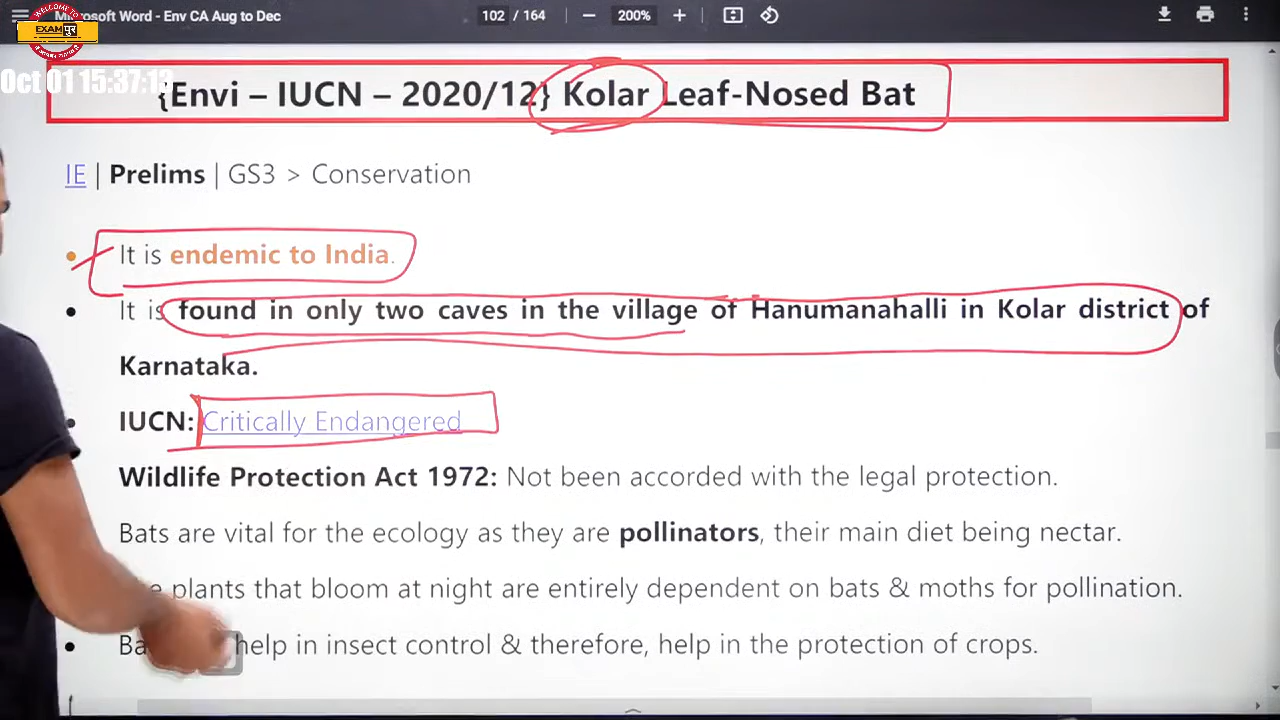 Microsoft Word - Env CA Aug to Dec
102 / 164
200%
WELCOME TO
EXAM
Oct 01 15:37:13
{Envi – IUCN – 2020/12} Kolar Leaf-Nosed Bat
IE | Prelims | GS3 > Conservation
• It is endemic to India.
• It is found in only two caves in the village of Hanumanahalli in Kolar district of
Karnataka.
• IUCN: Critically Endangered
Wildlife Protection Act 1972: Not been accorded with the legal protection.
Bats are vital for the ecology as they are pollinators, their main diet being nectar.
plants that bloom at night are entirely dependent on bats & moths for pollination.
• help in insect control & therefore, help in the protection of crops.